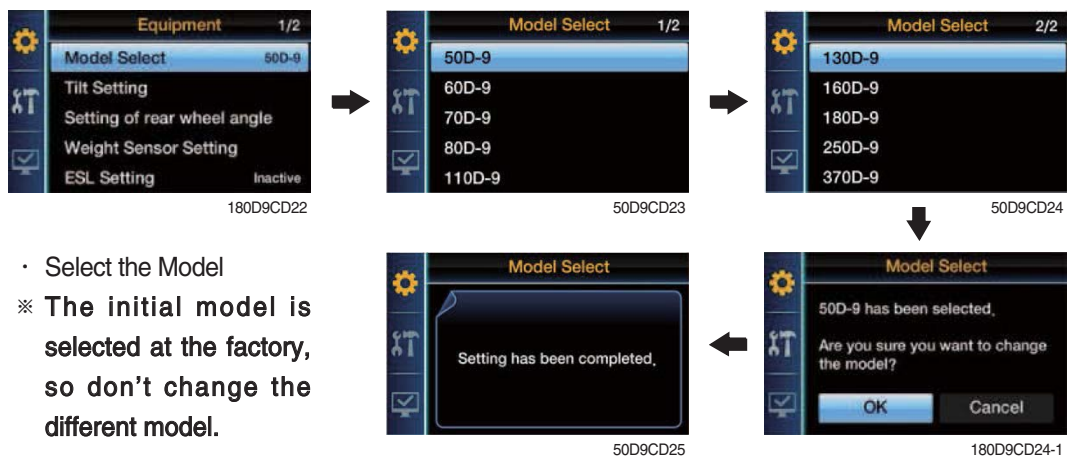 Equipment 1/2
Model Select 50D-9
Tilt Setting
Setting of rear wheel angle
Weight Sensor Setting
ESL Setting Inactive
180D9CD22
Model Select 1/2
50D-9
60D-9
70D-9
80D-9
110D-9
50D9CD23
Model Select 2/2
130D-9
160D-9
180D-9
250D-9
370D-9
50D9CD24
· Select the Model
※ The initial model is
selected at the factory,
so don't change the
different model.
Model Select
50D-9 has been selected.
Are you sure you want to change
the model?
OK Cancel
180D9CD24-1
Model Select
Setting has been completed.
50D9CD25